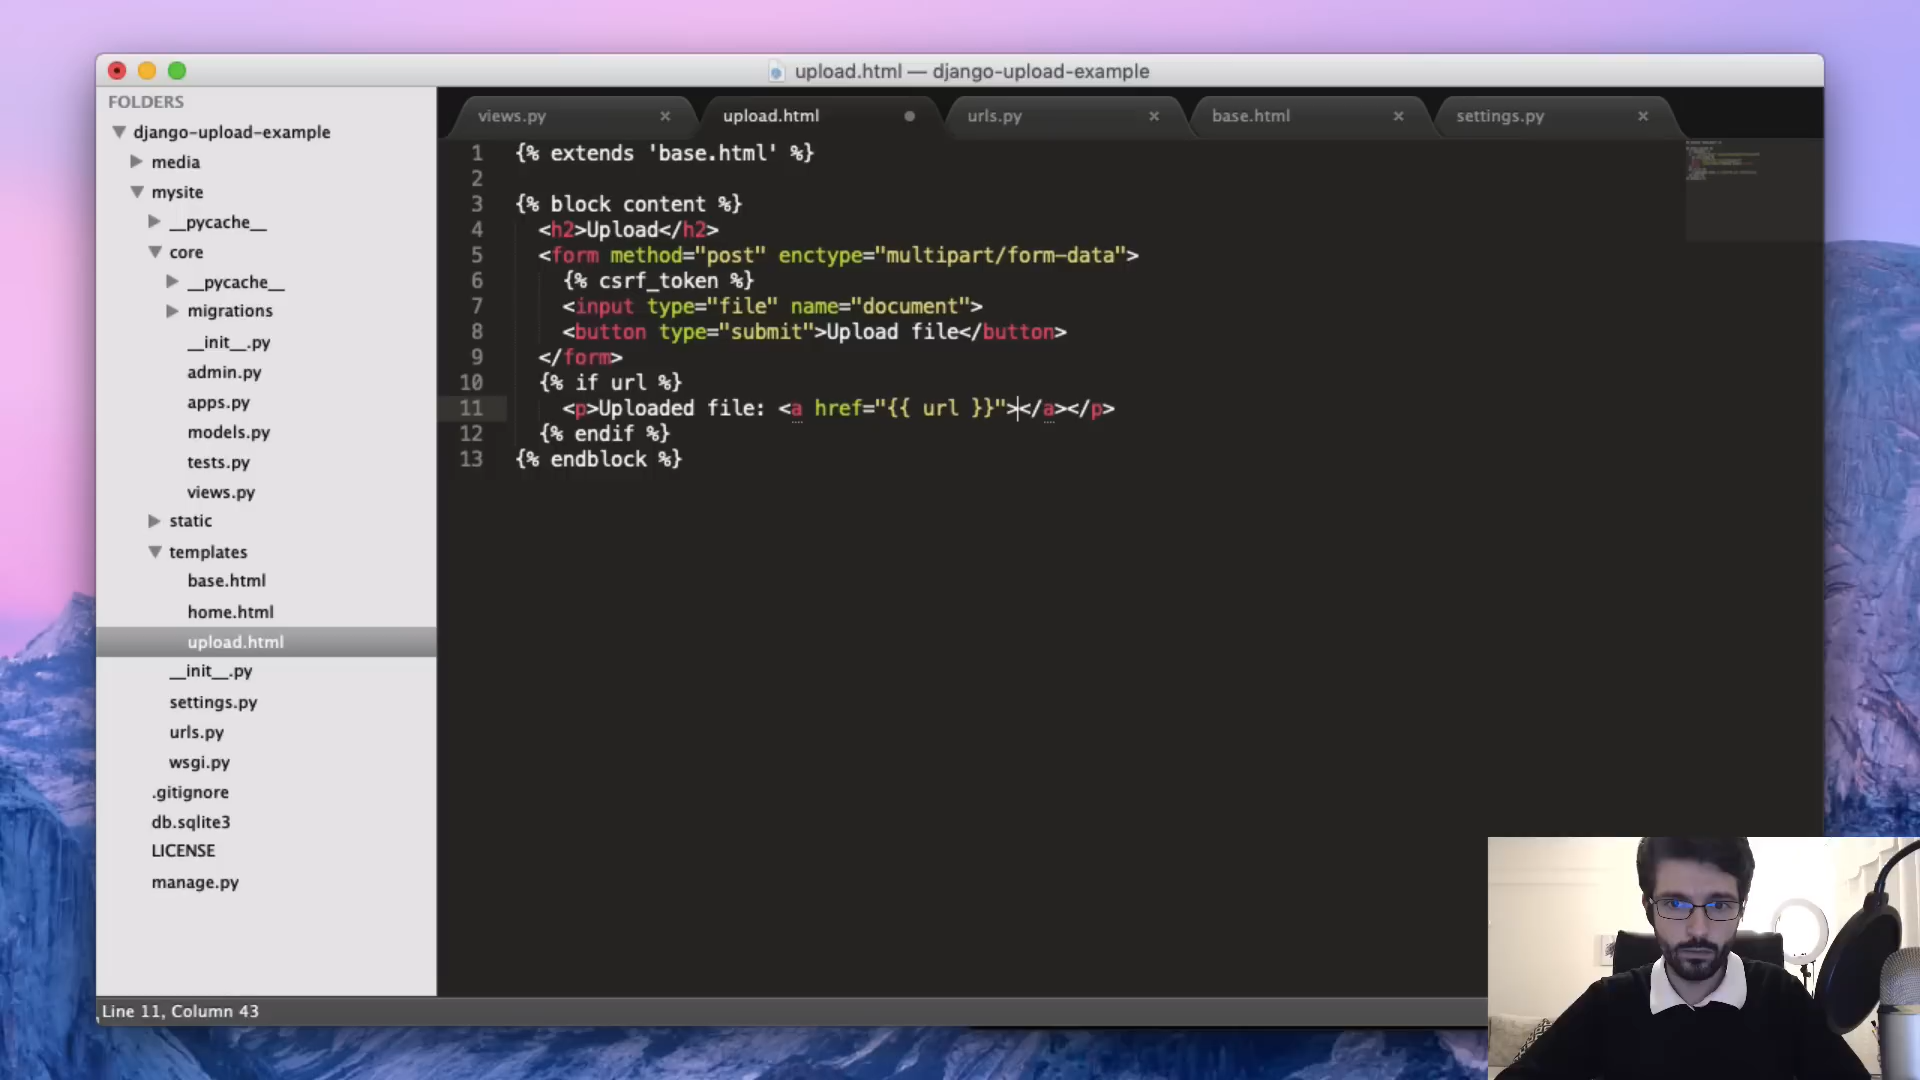 upload.html — django-upload-example
FOLDERS
django-upload-example
media
mysite
__pycache__
core
__pycache__
migrations
__init__.py
admin.py
apps.py
models.py
tests.py
views.py
static
templates
base.html
home.html
upload.html
__init__.py
settings.py
urls.py
wsgi.py
.gitignore
db.sqlite3
LICENSE
manage.py
views.py
upload.html
urls.py
base.html
settings.py
1 {% extends 'base.html' %}
2
3 {% block content %}
4 <h2>Upload</h2>
5 <form method="post" enctype="multipart/form-data">
6 {% csrf_token %}
7 <input type="file" name="document">
8 <button type="submit">Upload file</button>
9 </form>
10 {% if url %}
11 <p>Uploaded file: <a href="{{ url }}"></a></p>
12 {% endif %}
13 {% endblock %}
Line 11, Column 43